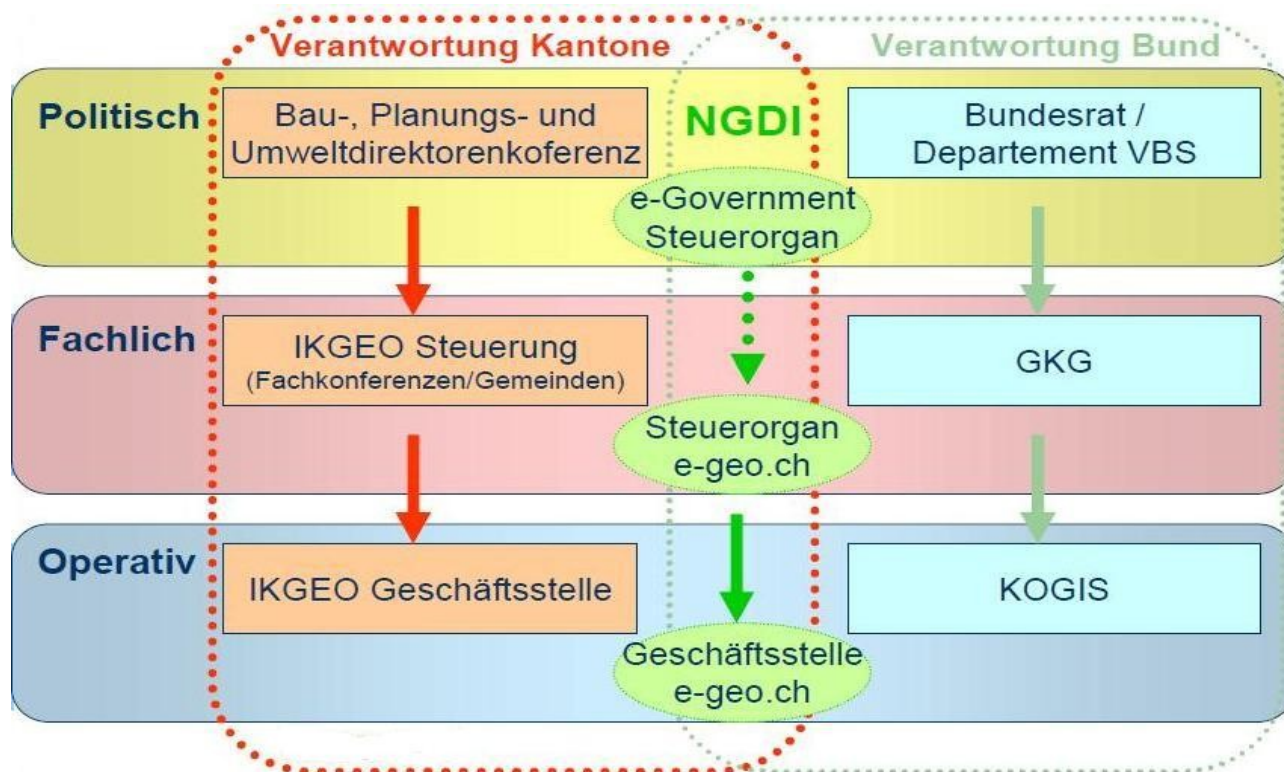 Verantwortung Kantone
Verantwortung Bund
Politisch
Bau-, Planungs- und
Umweltdirektorenkoferenz
NGDI
Bundesrat /
Departement VBS
e-Government
Steuerorgan
Fachlich
IKGEO Steuerung
(Fachkonferenzen/Gemeinden)
GKG
Steuerorgan
e-geo.ch
Operativ
IKGEO Geschäftsstelle
KOGIS
Geschäftsstelle
e-geo.ch